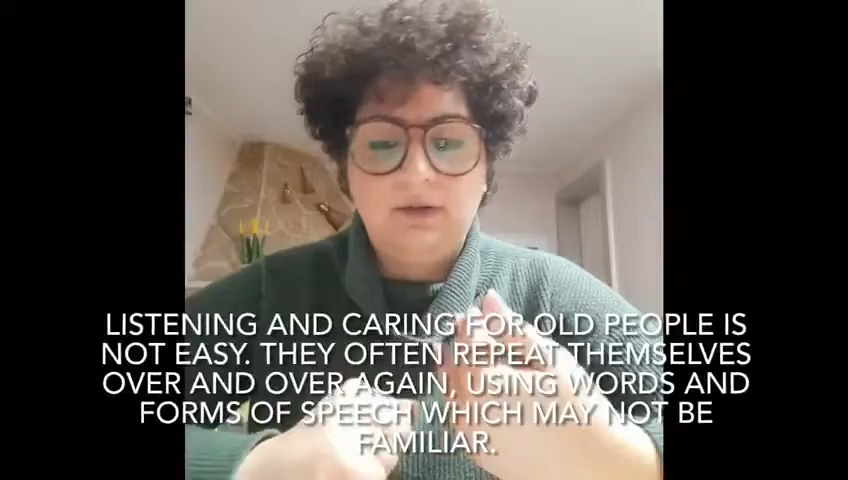 LISTENING AND CARING FOR OLD PEOPLE IS
NOT EASY. THEY OFTEN REPEAT THEMSELVES
OVER AND OVER AGAIN, USING WORDS AND
FORMS OF SPEECH WHICH MAY NOT BE
FAMILIAR.